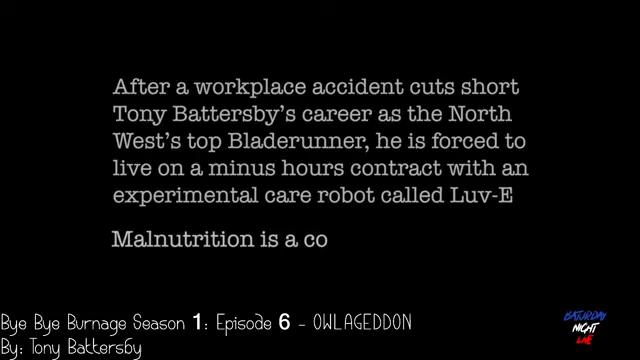 After a workplace accident cuts short
Tony Battersby's career as the North
West's top Bladerunner, he is forced to
live on a minus hours contract with an
experimental care robot called Luv-E
Malnutrition is a co
Bye Bye Burnage Season 1: Episode 6 - OWLAGEDDON
By: Tony Battersby
SATURDAY
NIGHT
LIVE